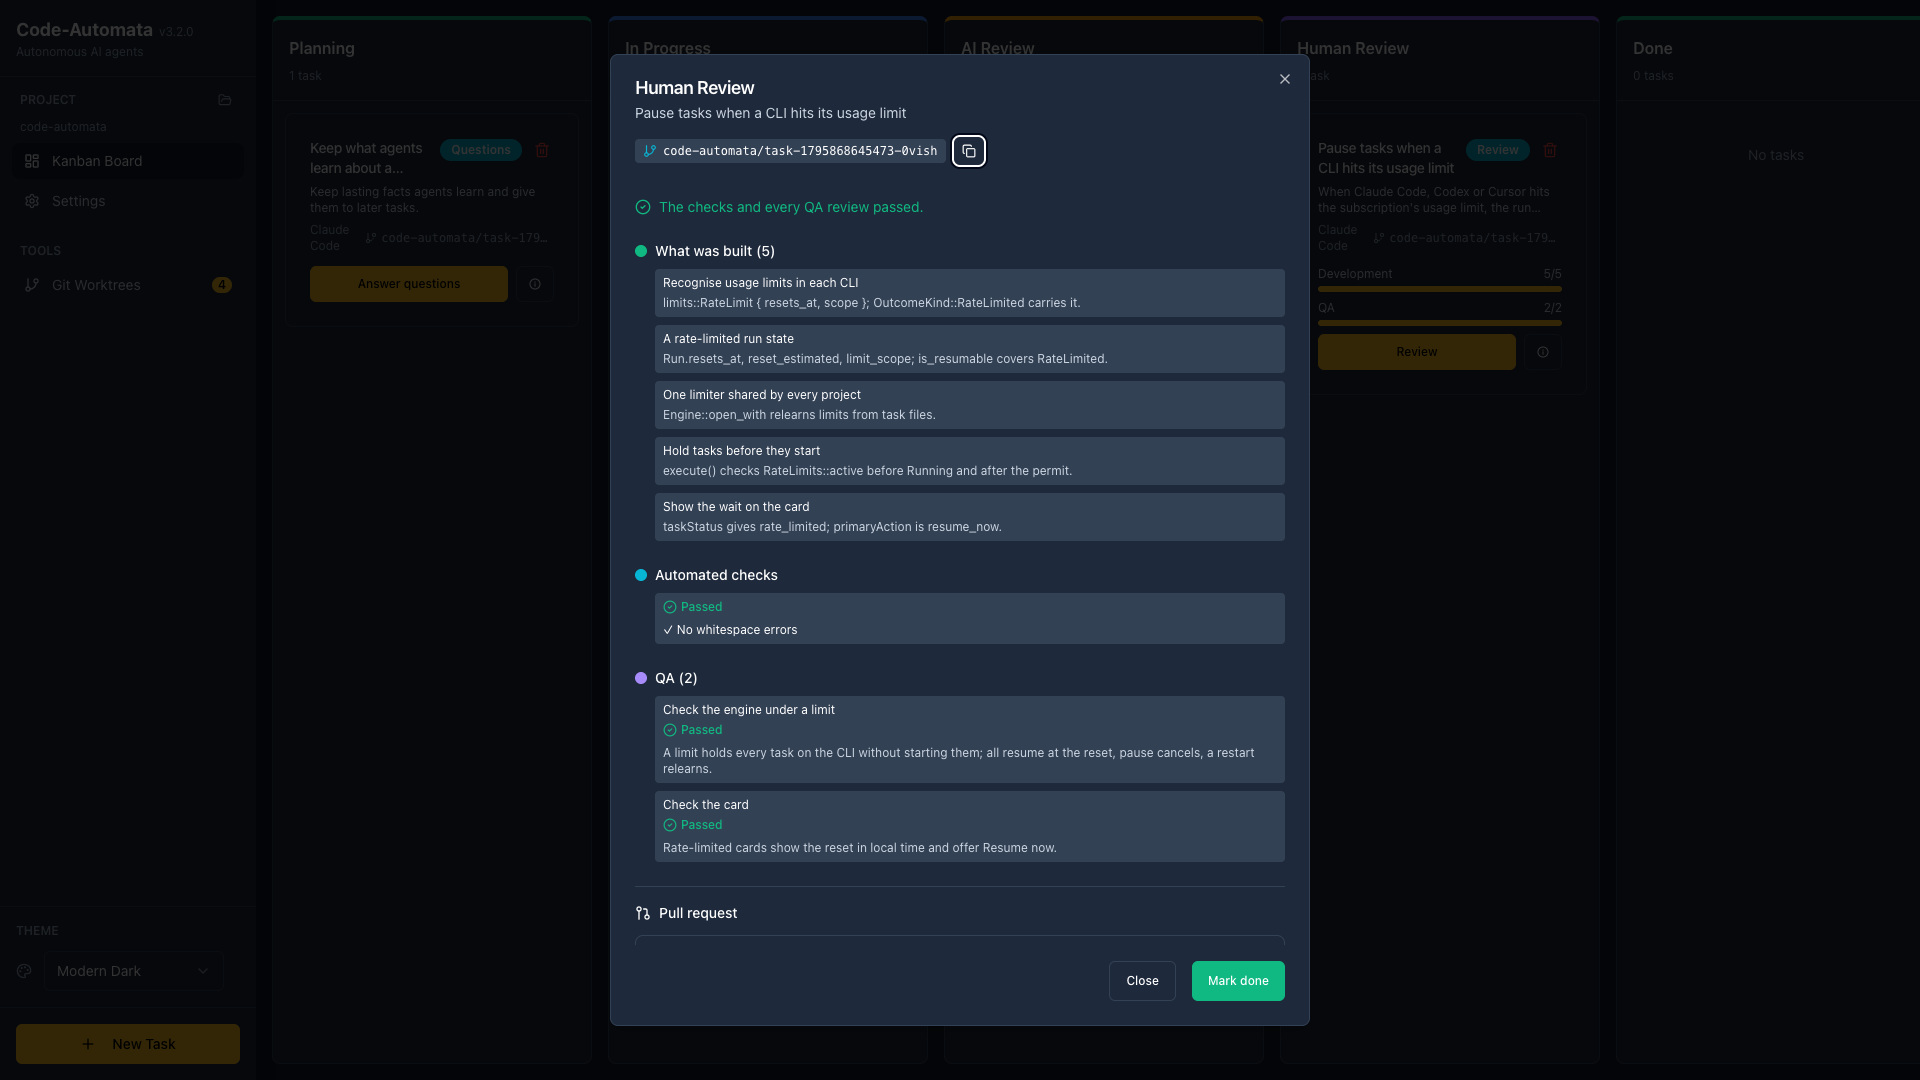 Code-Automata v3.2.0
Autonomous AI agents
PROJECT
code-automata
Kanban Board
Settings
TOOLS
Git Worktrees
4
THEME
Modern Dark
+ New Task
Planning
1 task
Keep what agents
learn about a...
Questions
Keep lasting facts agents learn and give
them to later tasks.
Claude
Code
code-automata/task-179…
Answer questions
In Progress
AI Review
Human Review
Pause tasks when a CLI hits its usage limit
code-automata/task-1795868645473-0vish
The checks and every QA review passed.
What was built (5)
Recognise usage limits in each CLI
limits::RateLimit { resets_at, scope }; OutcomeKind::RateLimited carries it.
A rate-limited run state
Run.resets_at, reset_estimated, limit_scope; is_resumable covers RateLimited.
One limiter shared by every project
Engine::open_with relearns limits from task files.
Hold tasks before they start
execute() checks RateLimits::active before Running and after the permit.
Show the wait on the card
taskStatus gives rate_limited; primaryAction is resume_now.
Automated checks
Passed
✓ No whitespace errors
QA (2)
Check the engine under a limit
Passed
A limit holds every task on the CLI without starting them; all resume at the reset, pause cancels, a restart
relearns.
Check the card
Passed
Rate-limited cards show the reset in local time and offer Resume now.
Pull request
Close
Mark done
Human Review
ask
Pause tasks when a
CLI hits its usage limit
Review
When Claude Code, Codex or Cursor hits
the subscription's usage limit, the run...
Claude
Code
code-automata/task-179…
Development 5/5
QA 2/2
Review
Done
0 tasks
No tasks